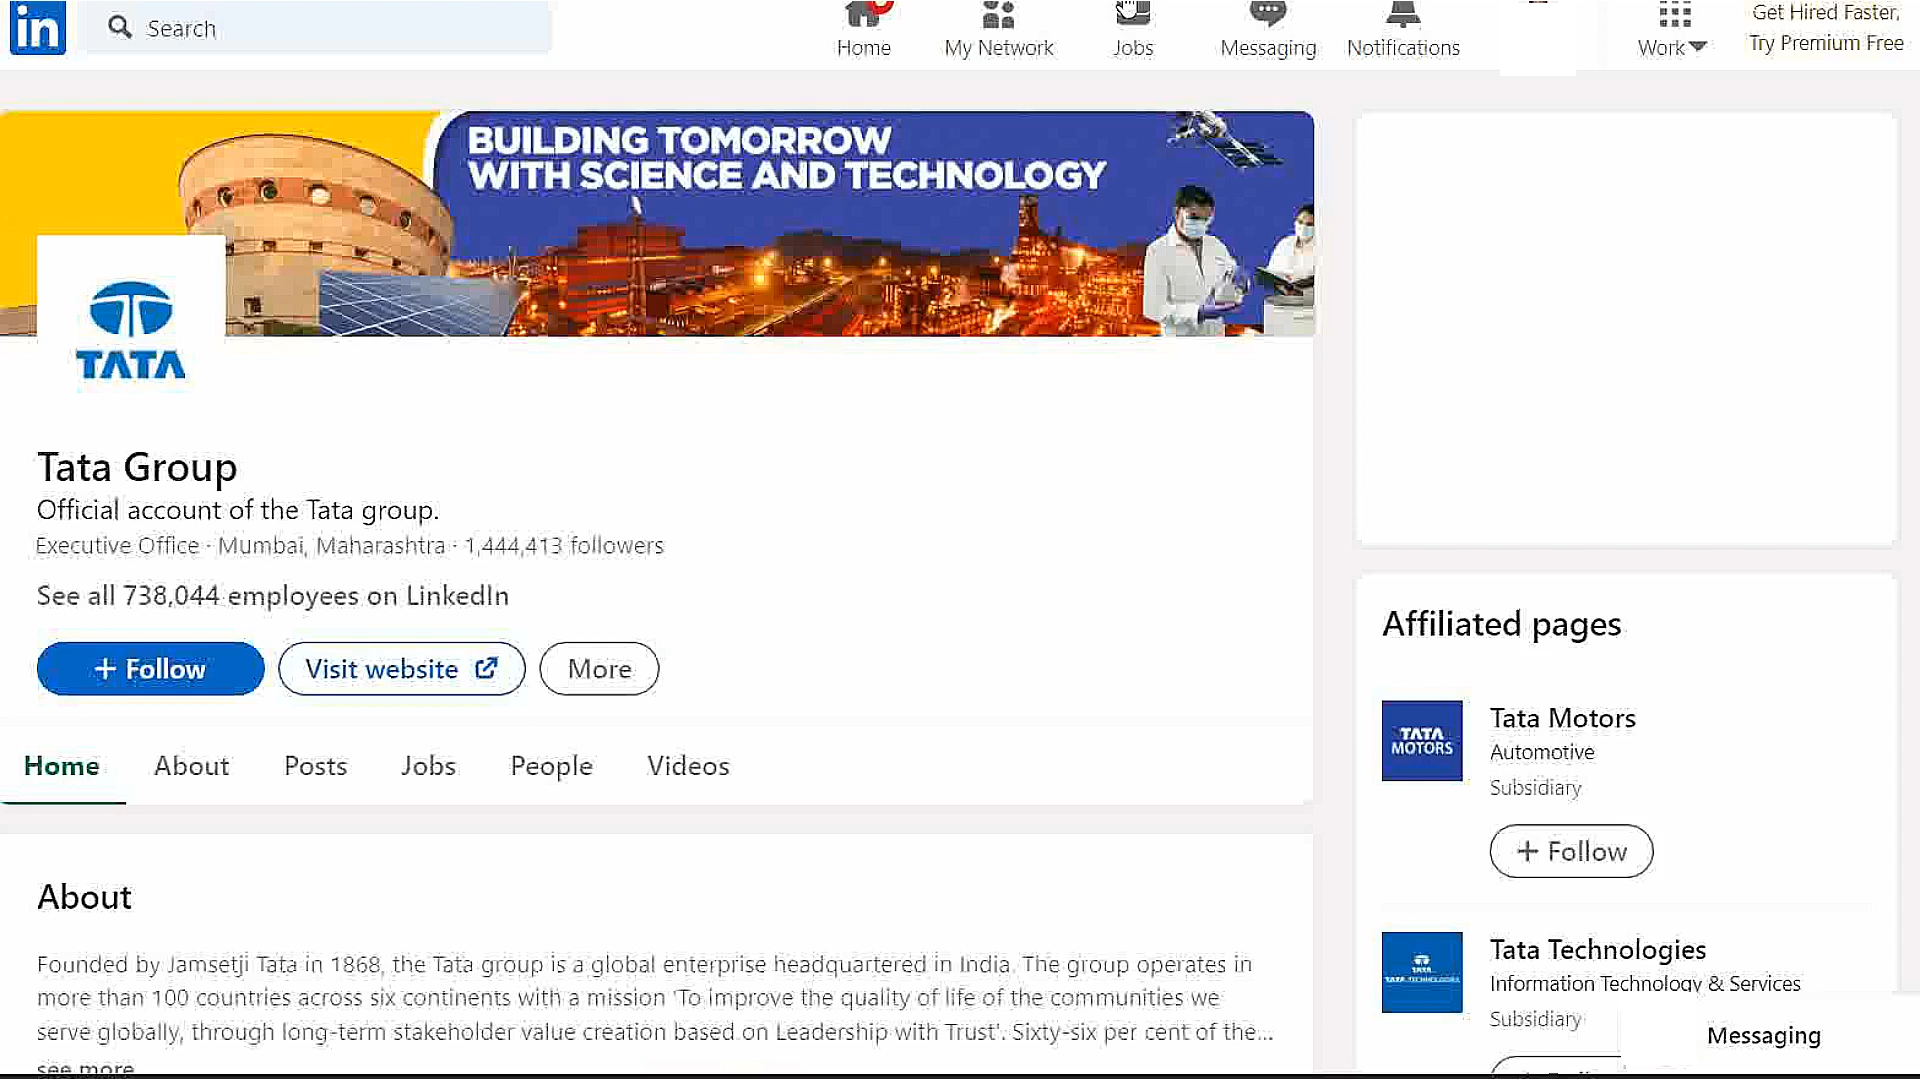 in
Search
Home
My Network
Jobs
Messaging
Notifications
Work
Get Hired Faster,
Try Premium Free
BUILDING TOMORROW
WITH SCIENCE AND TECHNOLOGY
TATA
Tata Group
Official account of the Tata group.
Executive Office · Mumbai, Maharashtra · 1,444,413 followers
See all 738,044 employees on LinkedIn
+ Follow
Visit website
More
Home
About
Posts
Jobs
People
Videos
About
Founded by Jamsetji Tata in 1868, the Tata group is a global enterprise headquartered in India. The group operates in
more than 100 countries across six continents with a mission 'To improve the quality of life of the communities we
serve globally, through long-term stakeholder value creation based on Leadership with Trust'. Sixty-six per cent of the...
see more
Affiliated pages
TATA
MOTORS
Tata Motors
Automotive
Subsidiary
+ Follow
TATA
TATA TECHNOLOGIES
Tata Technologies
Information Technology & Services
Subsidiary
Messaging